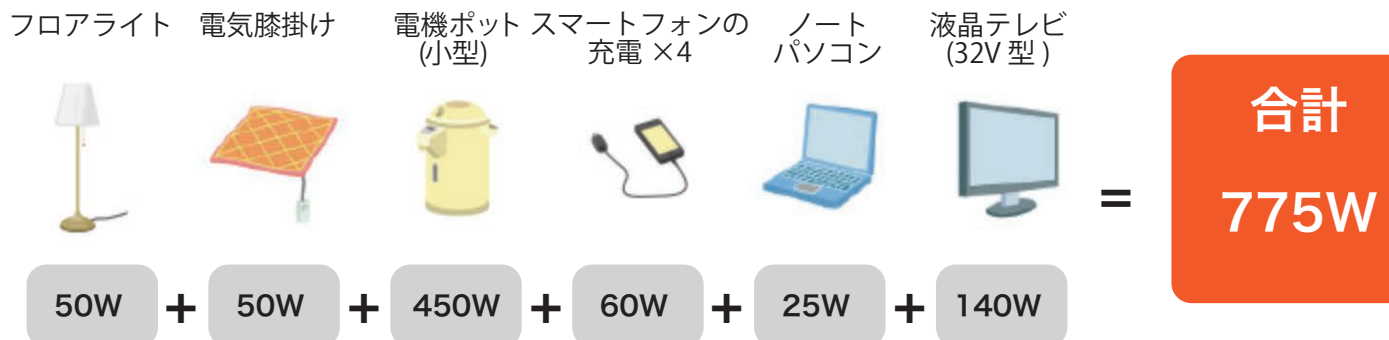 フロアライト
電気膝掛け
電機ポット
(小型)
スマートフォンの
充電 ×4
ノート
パソコン
液晶テレビ
(32V 型 )
50W + 50W + 450W + 60W + 25W + 140W
=
合計
775W